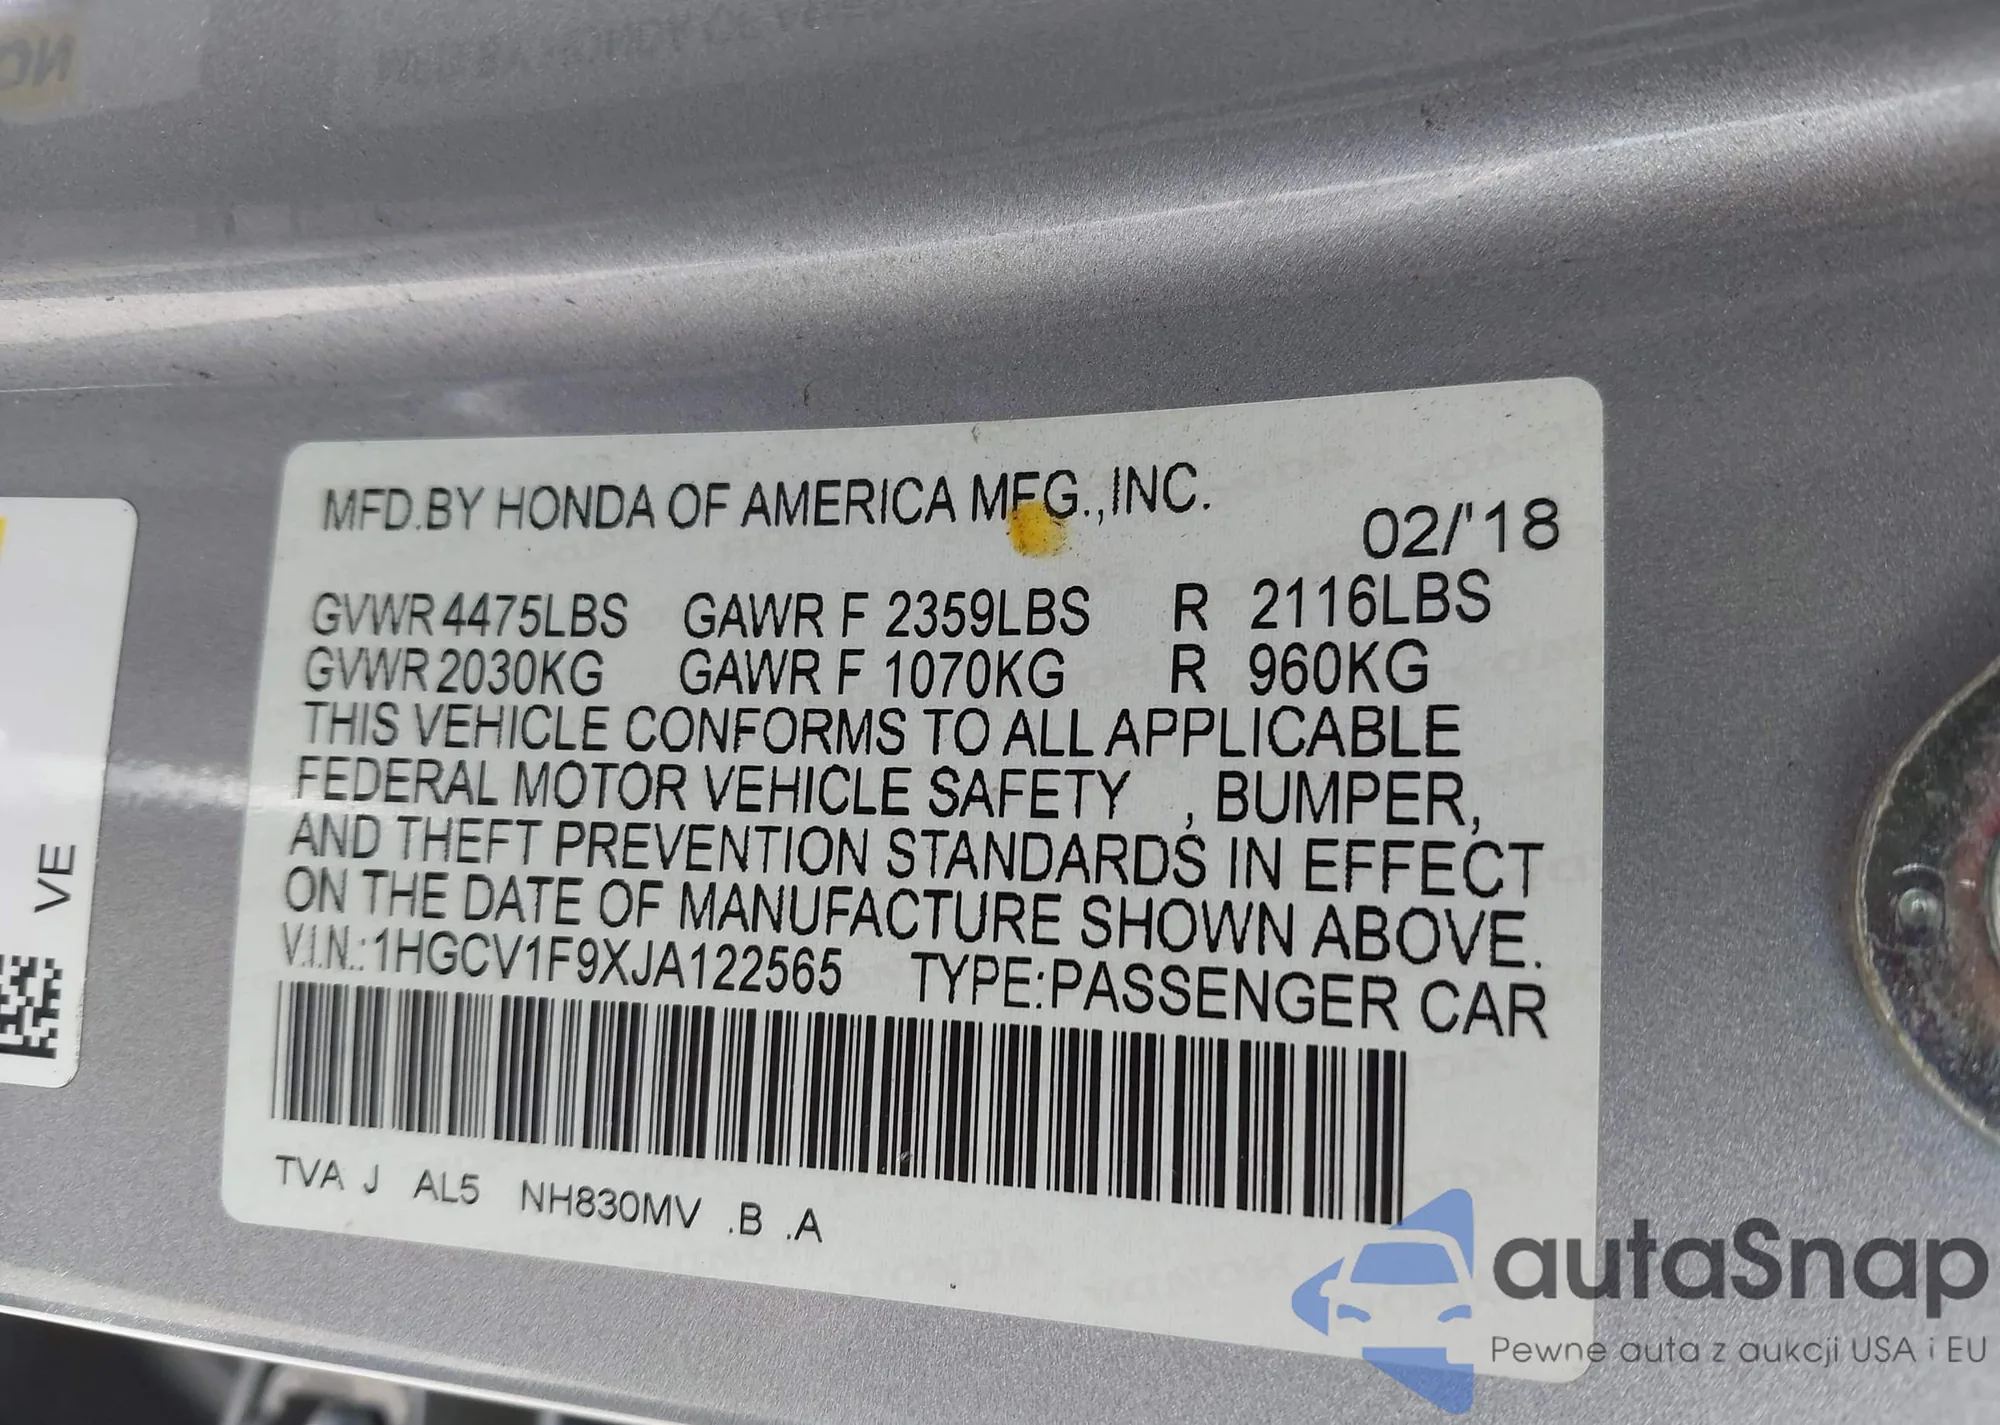 MFD.BY HONDA OF AMERICA MFG.,INC.
02/'18
GVWR 4475LBS GAWR F 2359LBS R 2116LBS
GVWR 2030KG GAWR F 1070KG R 960KG
THIS VEHICLE CONFORMS TO ALL APPLICABLE
FEDERAL MOTOR VEHICLE SAFETY , BUMPER,
AND THEFT PREVENTION STANDARDS IN EFFECT
ON THE DATE OF MANUFACTURE SHOWN ABOVE.
V.I.N.: 1HGCV1F9XJA122565 TYPE:PASSENGER CAR
TVA J AL5 NH830MV .B .A
VE
autaSnap
Pewne auta z aukcji USA i EU